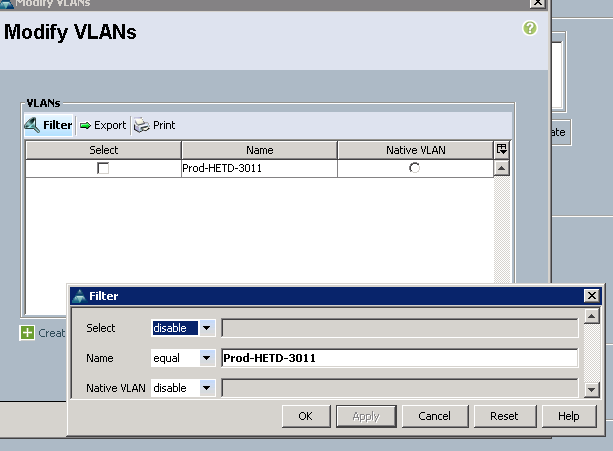 Modify VLANs
Modify VLANs
?
VLANs
Filter Export Print
Select Name Native VLAN
Prod-HETD-3011
ate
Filter
Creat
Select disable
Name equal Prod-HETD-3011
Native VLAN disable
OK Apply Cancel Reset Help